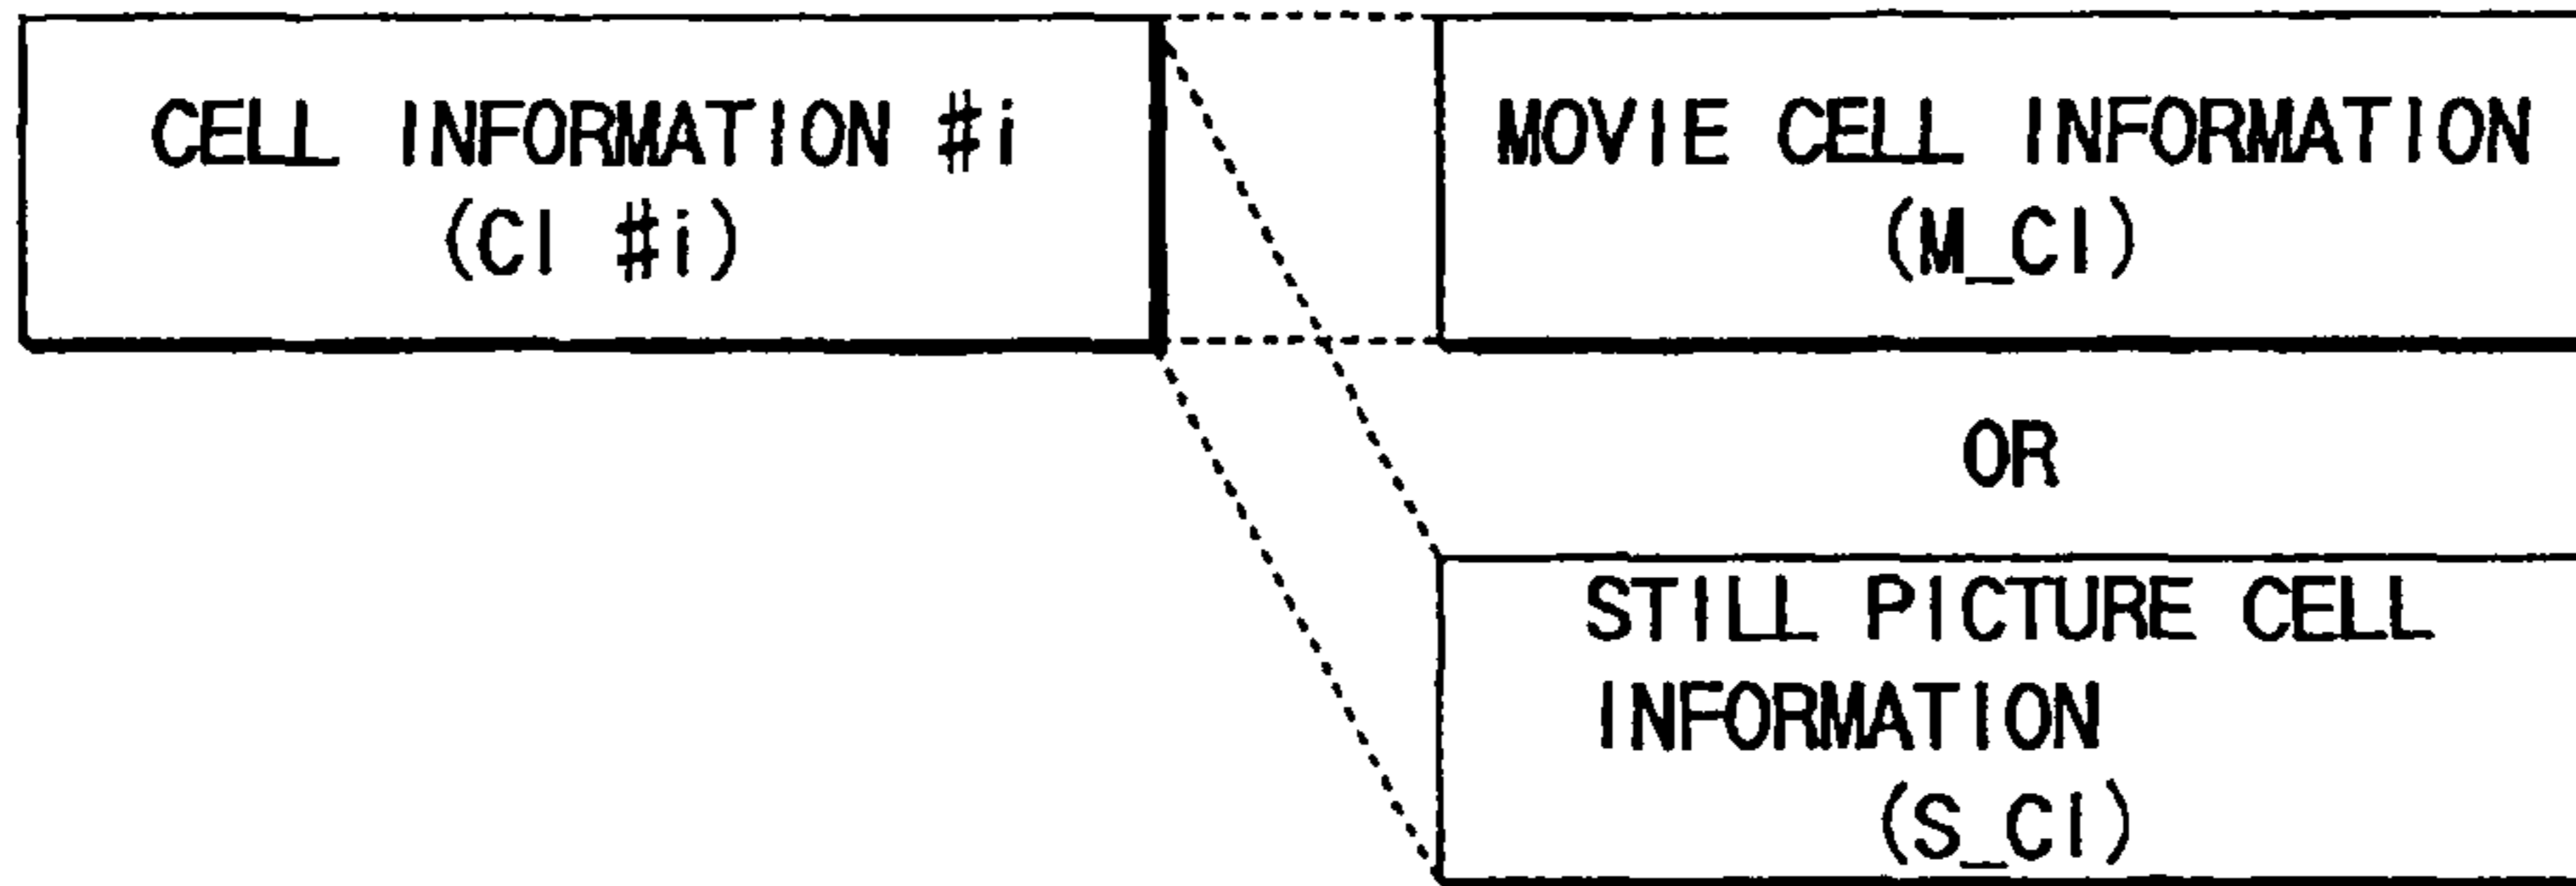 CELL INFORMATION #i
(CI #i)
MOVIE CELL INFORMATION
(M_CI)
OR
STILL PICTURE CELL
INFORMATION
(S_CI)